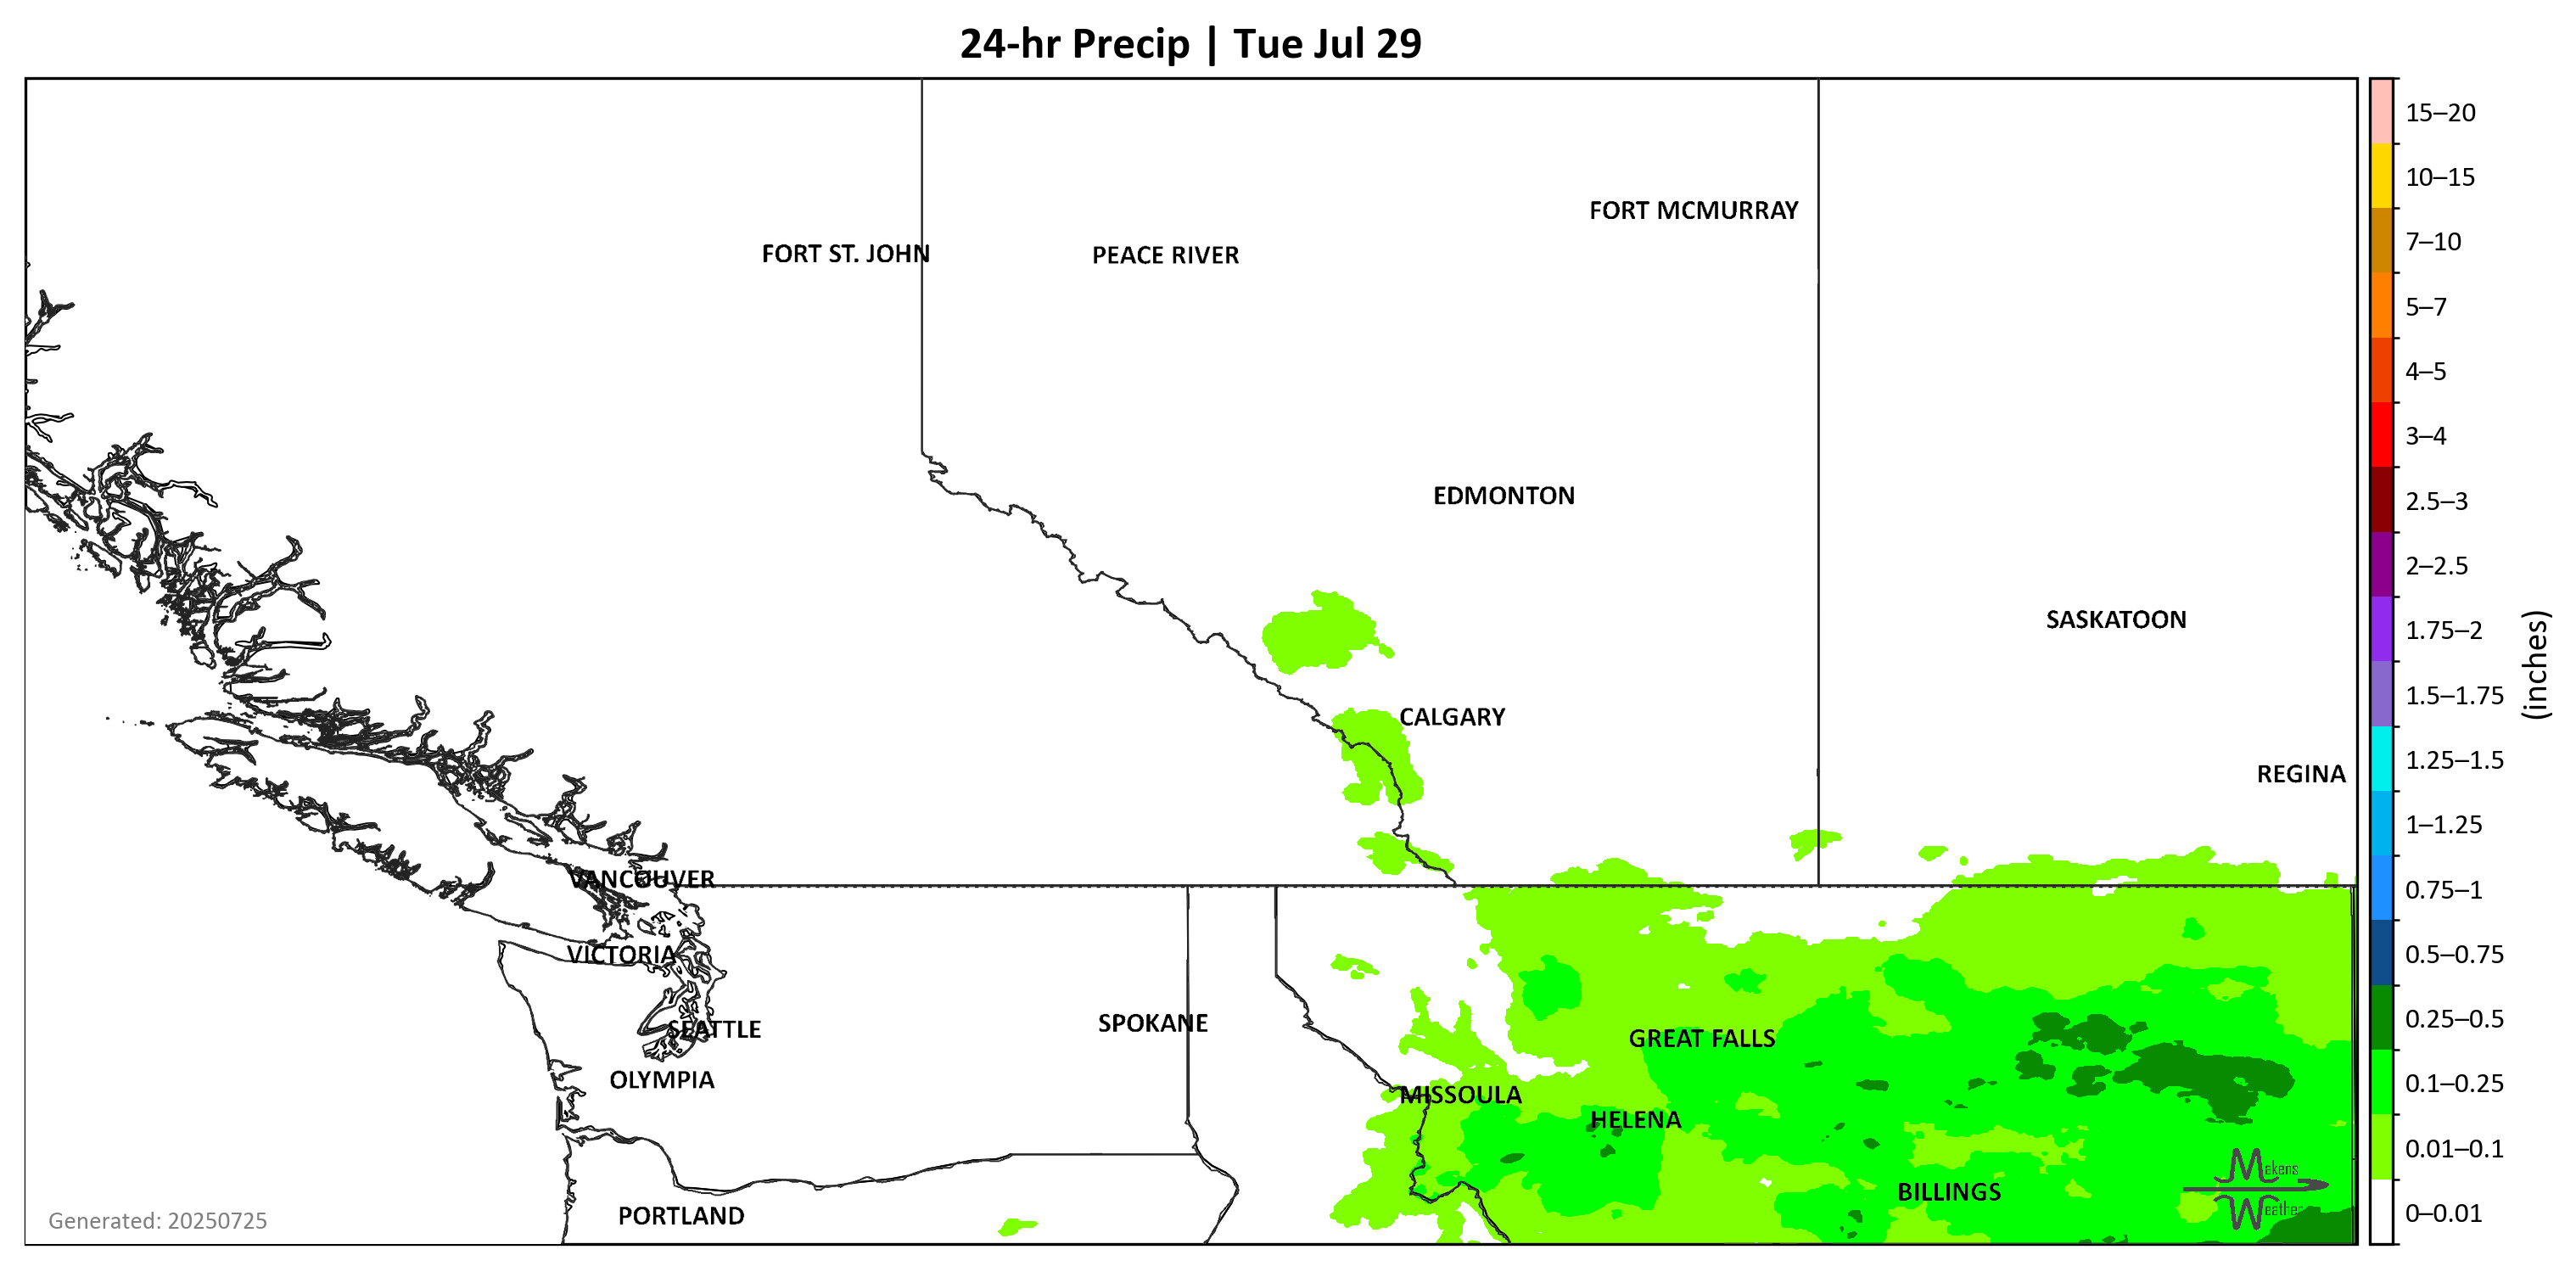 24-hr Precip | Tue Jul 29
FORT MCMURRAY
FORT ST. JOHN
PEACE RIVER
EDMONTON
SASKATOON
CALGARY
REGINA
VANCOUVER
VICTORIA
SEATTLE
SPOKANE
GREAT FALLS
OLYMPIA
MISSOULA
HELENA
BILLINGS
PORTLAND
Makens
Weather
Generated: 20250725
15–20
10–15
7–10
5–7
4–5
3–4
2.5–3
2–2.5
1.75–2
1.5–1.75
1.25–1.5
1–1.25
0.75–1
0.5–0.75
0.25–0.5
0.1–0.25
0.01–0.1
0–0.01
(inches)